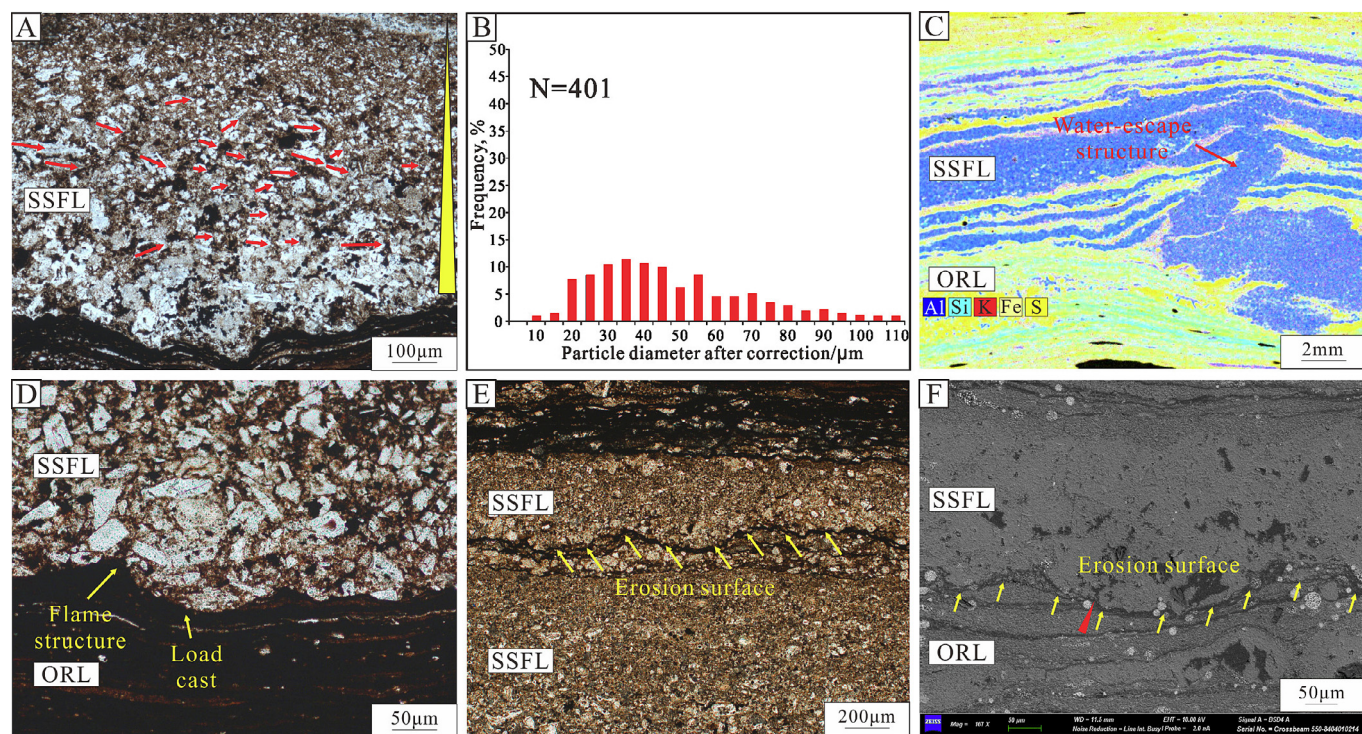 A
SSFL
100μm
B
N=401
Frequency, %
50
45
40
35
30
25
20
15
10
5
0
10 20 30 40 50 60 70 80 90 100 110
Particle diameter after correction/μm
C
Water-escape
structure
SSFL
ORL
Al Si K Fe S
2mm
D
SSFL
Flame
structure
Load
cast
ORL
50μm
E
SSFL
Erosion surface
SSFL
200μm
F
SSFL
Erosion surface
ORL
50μm
ZEISS
50 μm